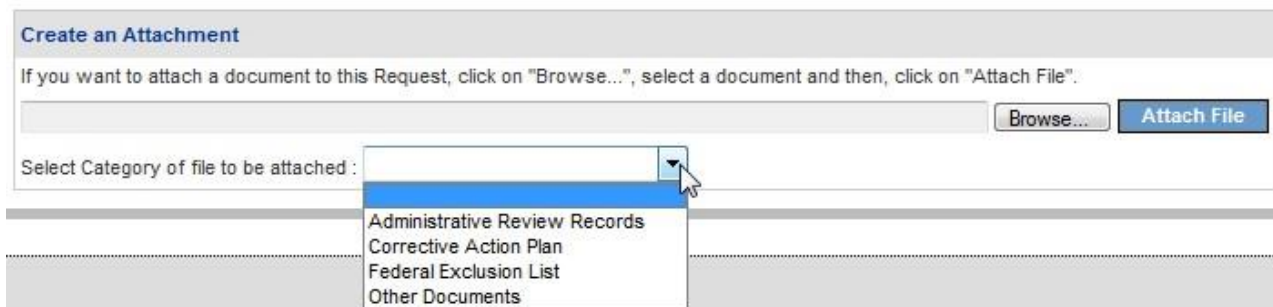 Create an Attachment
If you want to attach a document to this Request, click on "Browse...", select a document and then, click on "Attach File".
Browse... Attach File
Select Category of file to be attached :
Administrative Review Records
Corrective Action Plan
Federal Exclusion List
Other Documents